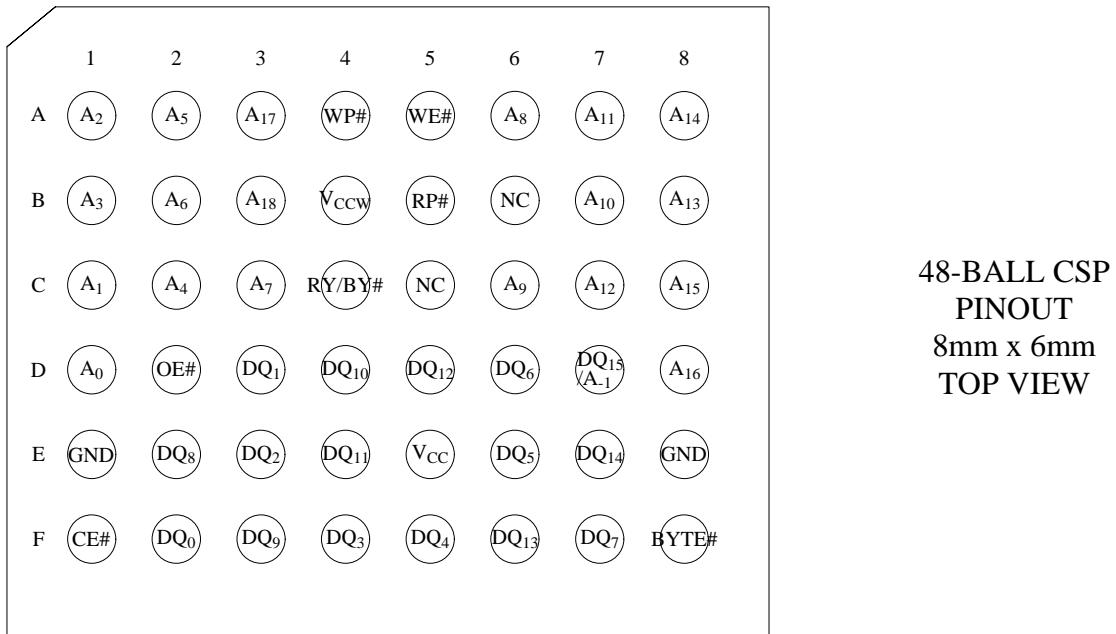 1 2 3 4 5 6 7 8
A A₂ A₅ A₁₇ WP# WE# A₈ A₁₁ A₁₄
B A₃ A₆ A₁₈ V_CCW RP# NC A₁₀ A₁₃
C A₁ A₄ A₇ RY/BY# NC A₉ A₁₂ A₁₅
D A₀ OE# DQ₁ DQ₁₀ DQ₁₂ DQ₆ DQ₁₅/A₋₁ A₁₆
E GND DQ₈ DQ₂ DQ₁₁ V_CC DQ₅ DQ₁₄ GND
F CE# DQ₀ DQ₉ DQ₃ DQ₄ DQ₁₃ DQ₇ BYTE#
48-BALL CSP
PINOUT
8mm x 6mm
TOP VIEW